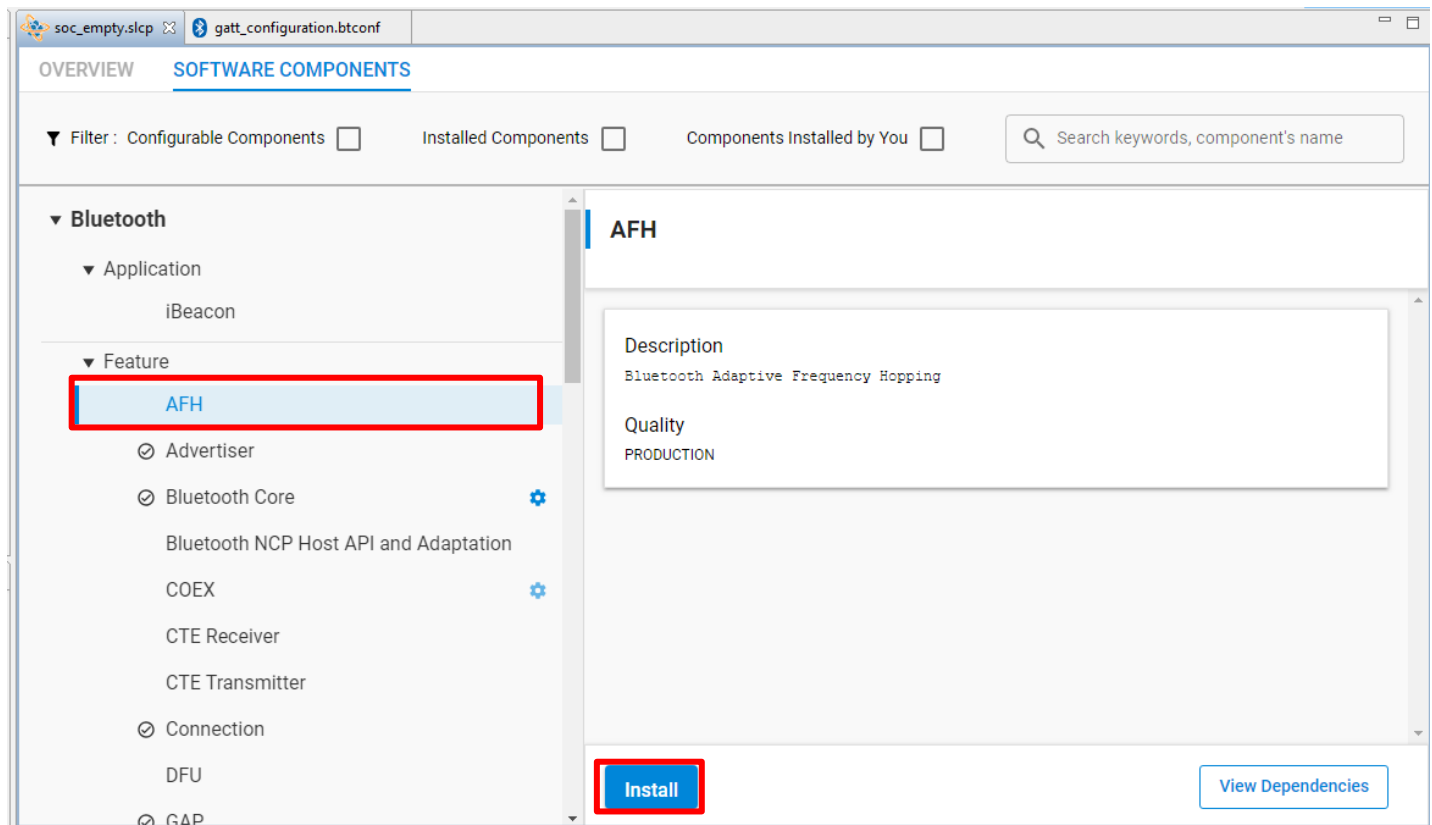 soc_empty.slcp
gatt_configuration.btconf
OVERVIEW
SOFTWARE COMPONENTS
Filter : Configurable Components
Installed Components
Components Installed by You
Search keywords, component's name
Bluetooth
Application
iBeacon
Feature
AFH
Advertiser
Bluetooth Core
Bluetooth NCP Host API and Adaptation
COEX
CTE Receiver
CTE Transmitter
Connection
DFU
GAP
AFH
Description
Bluetooth Adaptive Frequency Hopping
Quality
PRODUCTION
Install
View Dependencies